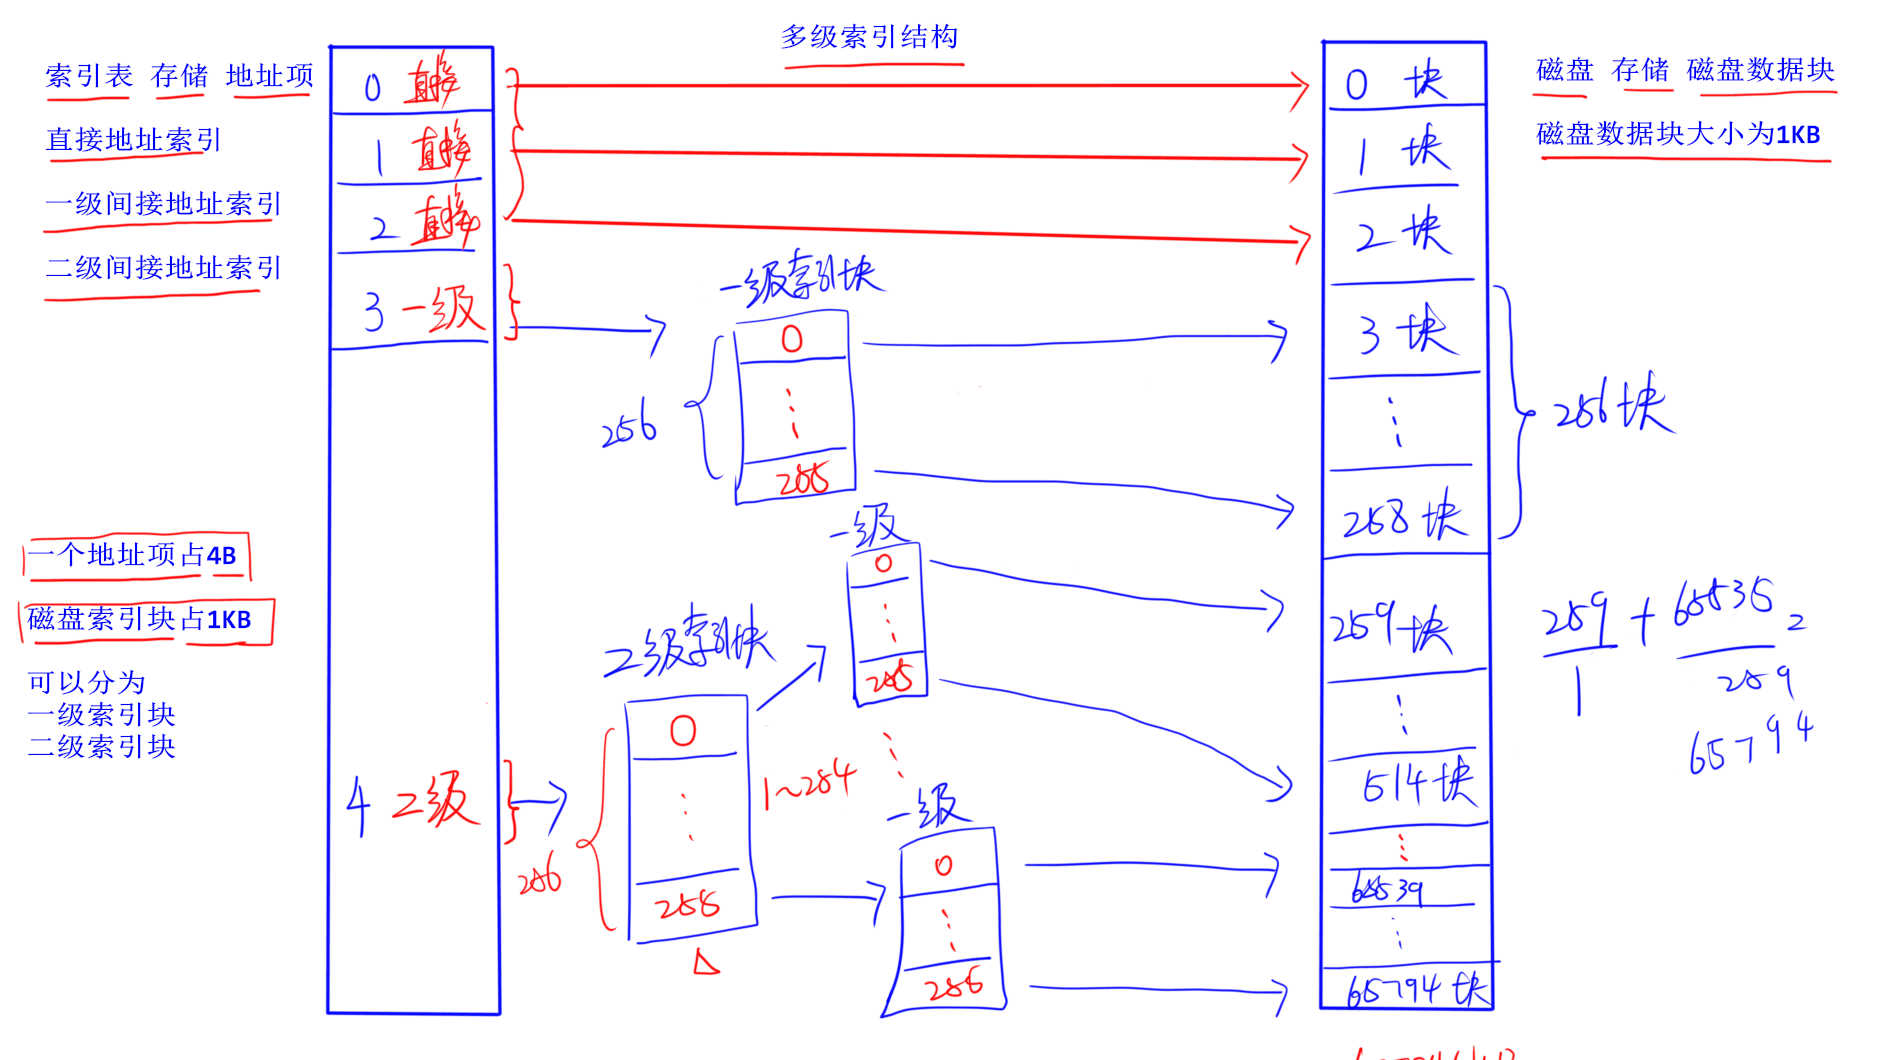 多级索引结构
索引表 存储 地址项
直接地址索引
一级间接地址索引
二级间接地址索引
一个地址项占4B
磁盘索引块占1KB
可以分为
一级索引块
二级索引块
0 直接
1 直接
2 直接
3 一级
4 二级
一级索引块
0
255
256
二级索引块
0
255
256
1~254
一级
0
255
一级
0
255
0 块
1 块
2 块
3 块
258 块
259 块
514 块
65539
65794 块
磁盘 存储 磁盘数据块
磁盘数据块大小为1KB
256 块
259 + 65535
1
259
65794